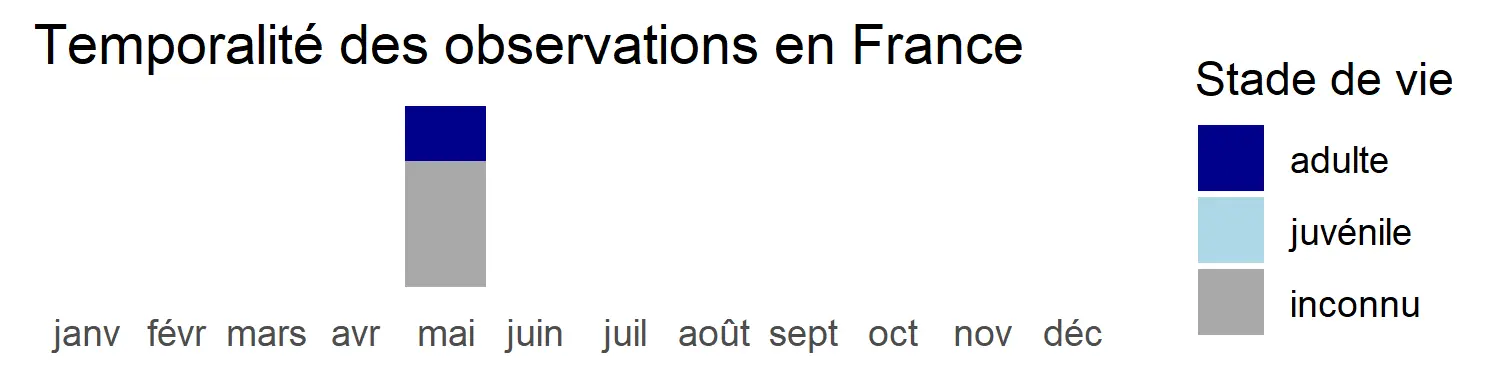 Temporalité des observations en France
janv févr mars avr mai juin juil août sept oct nov déc
Stade de vie
adulte
juvénile
inconnu